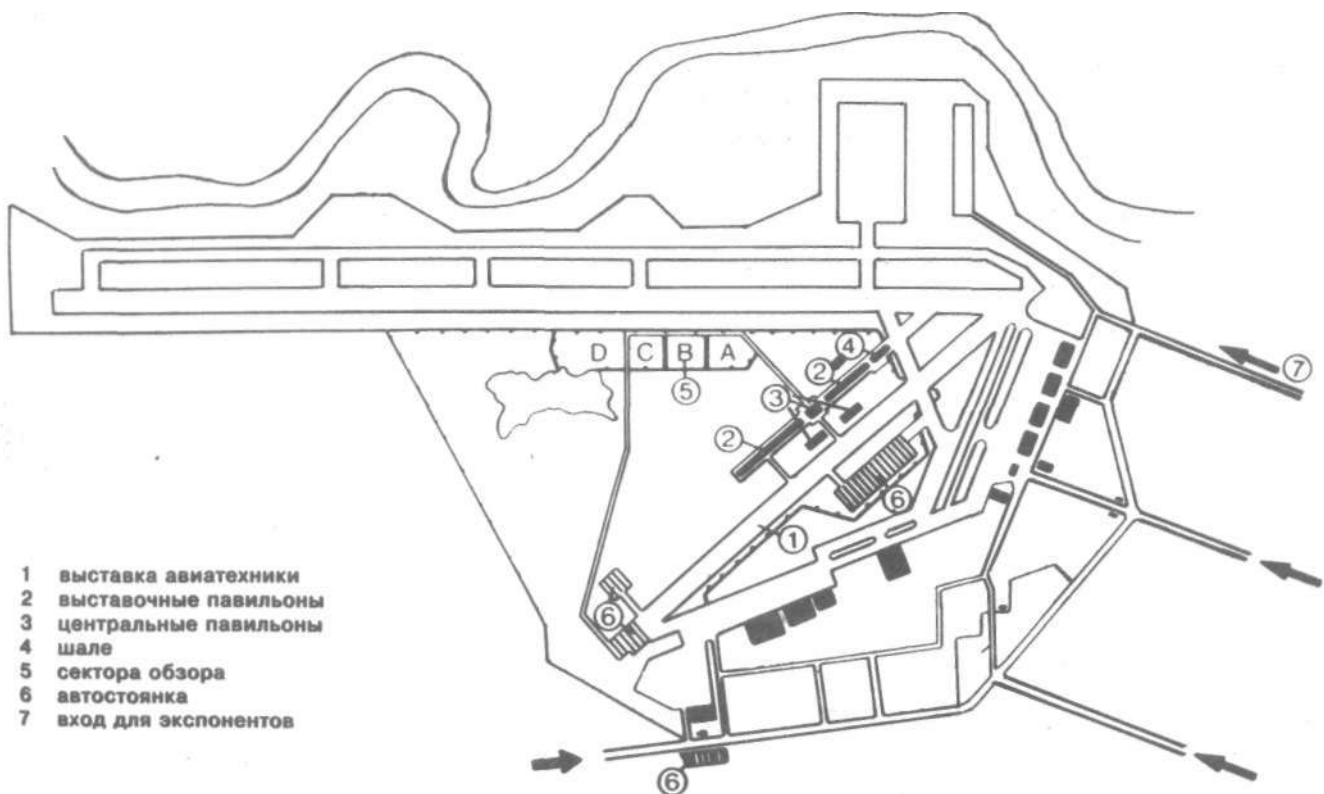 7
D C B A
4
2
5
3
2
6
1
6
6
1 выставка авиатехники
2 выставочные павильоны
3 центральные павильоны
4 шале
5 сектора обзора
6 автостоянка
7 вход для экспонентов